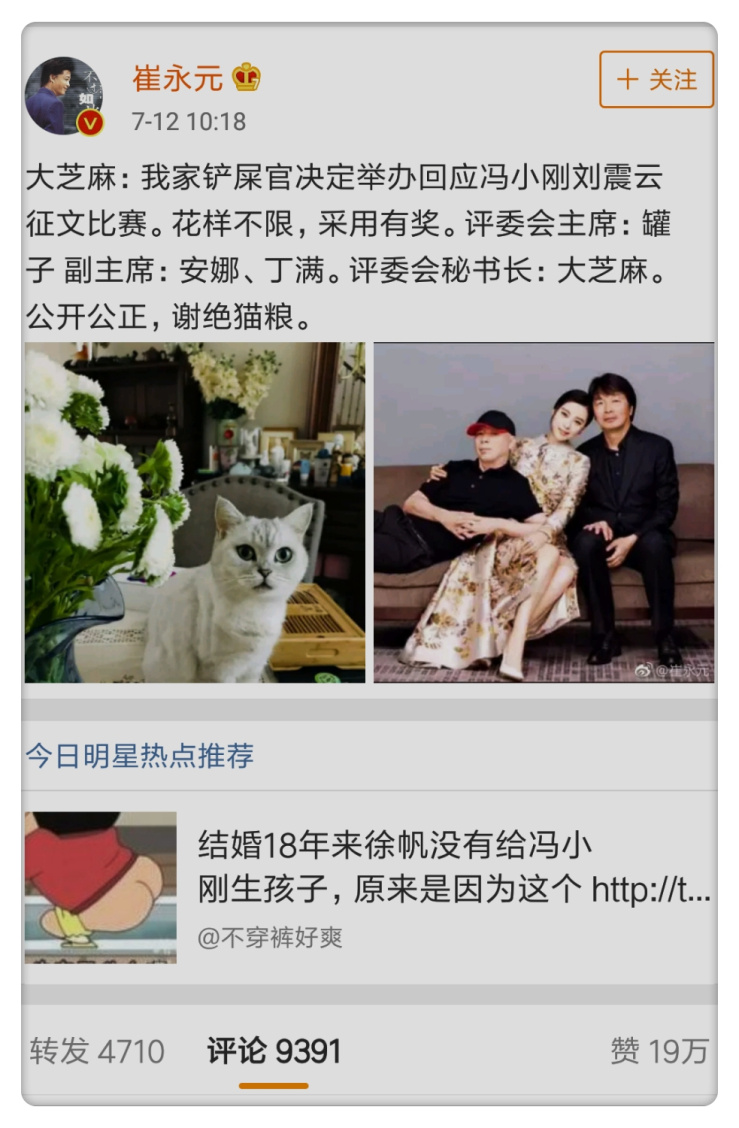 崔永元
+ 关注
7-12 10:18
大芝麻：我家铲屎官决定举办回应冯小刚刘震云
征文比赛。花样不限，采用有奖。评委会主席：罐
子 副主席：安娜、丁满。评委会秘书长：大芝麻。
公开公正，谢绝猫粮。
@崔永元
今日明星热点推荐
结婚18年来徐帆没有给冯小
刚生孩子，原来是因为这个 http://t...
@不穿裤好爽
转发 4710 评论 9391 赞 19万